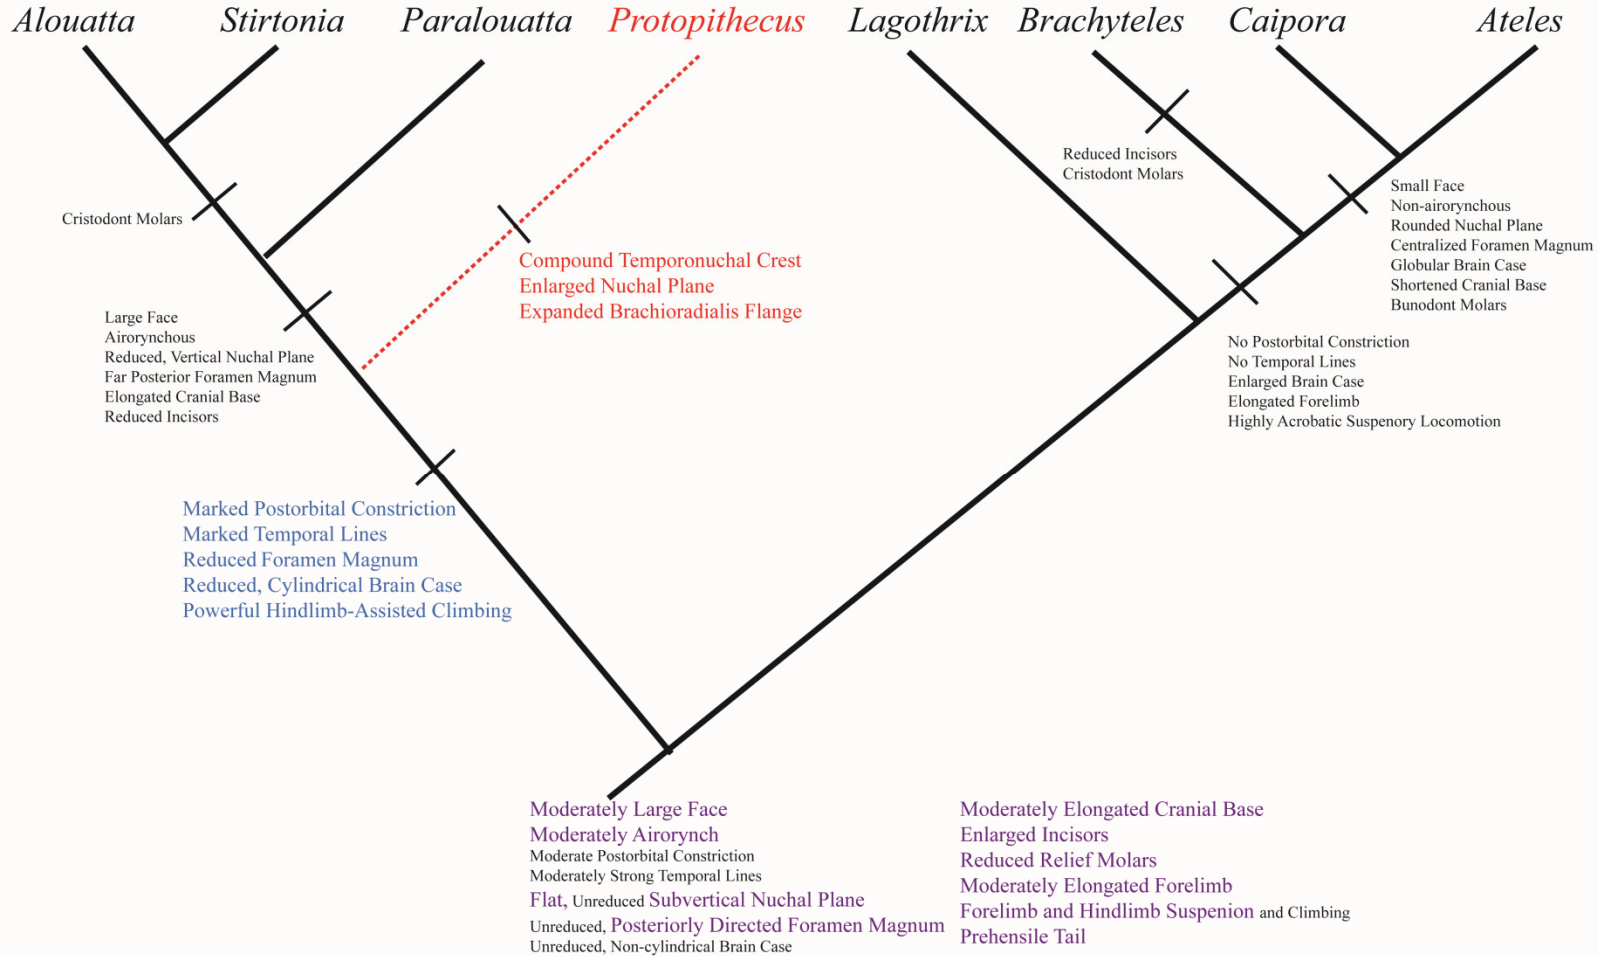 Alouatta Stirtonia Paralouatta Protopithecus Lagothrix Brachyteles Caipora Ateles
Reduced Incisors
Cristodont Molars
Small Face
Non-airorynchous
Rounded Nuchal Plane
Centralized Foramen Magnum
Globular Brain Case
Shortened Cranial Base
Bunodont Molars
Cristodont Molars
Compound Temporonuchal Crest
Enlarged Nuchal Plane
Expanded Brachioradialis Flange
Large Face
Airorynchous
Reduced, Vertical Nuchal Plane
Far Posterior Foramen Magnum
Elongated Cranial Base
Reduced Incisors
No Postorbital Constriction
No Temporal Lines
Enlarged Brain Case
Elongated Forelimb
Highly Acrobatic Suspenory Locomotion
Marked Postorbital Constriction
Marked Temporal Lines
Reduced Foramen Magnum
Reduced, Cylindrical Brain Case
Powerful Hindlimb-Assisted Climbing
Moderately Large Face
Moderately Airorynch
Moderate Postorbital Constriction
Moderately Strong Temporal Lines
Flat, Unreduced Subvertical Nuchal Plane
Unreduced, Posteriorly Directed Foramen Magnum
Unreduced, Non-cylindrical Brain Case
Moderately Elongated Cranial Base
Enlarged Incisors
Reduced Relief Molars
Moderately Elongated Forelimb
Forelimb and Hindlimb Suspenion and Climbing
Prehensile Tail